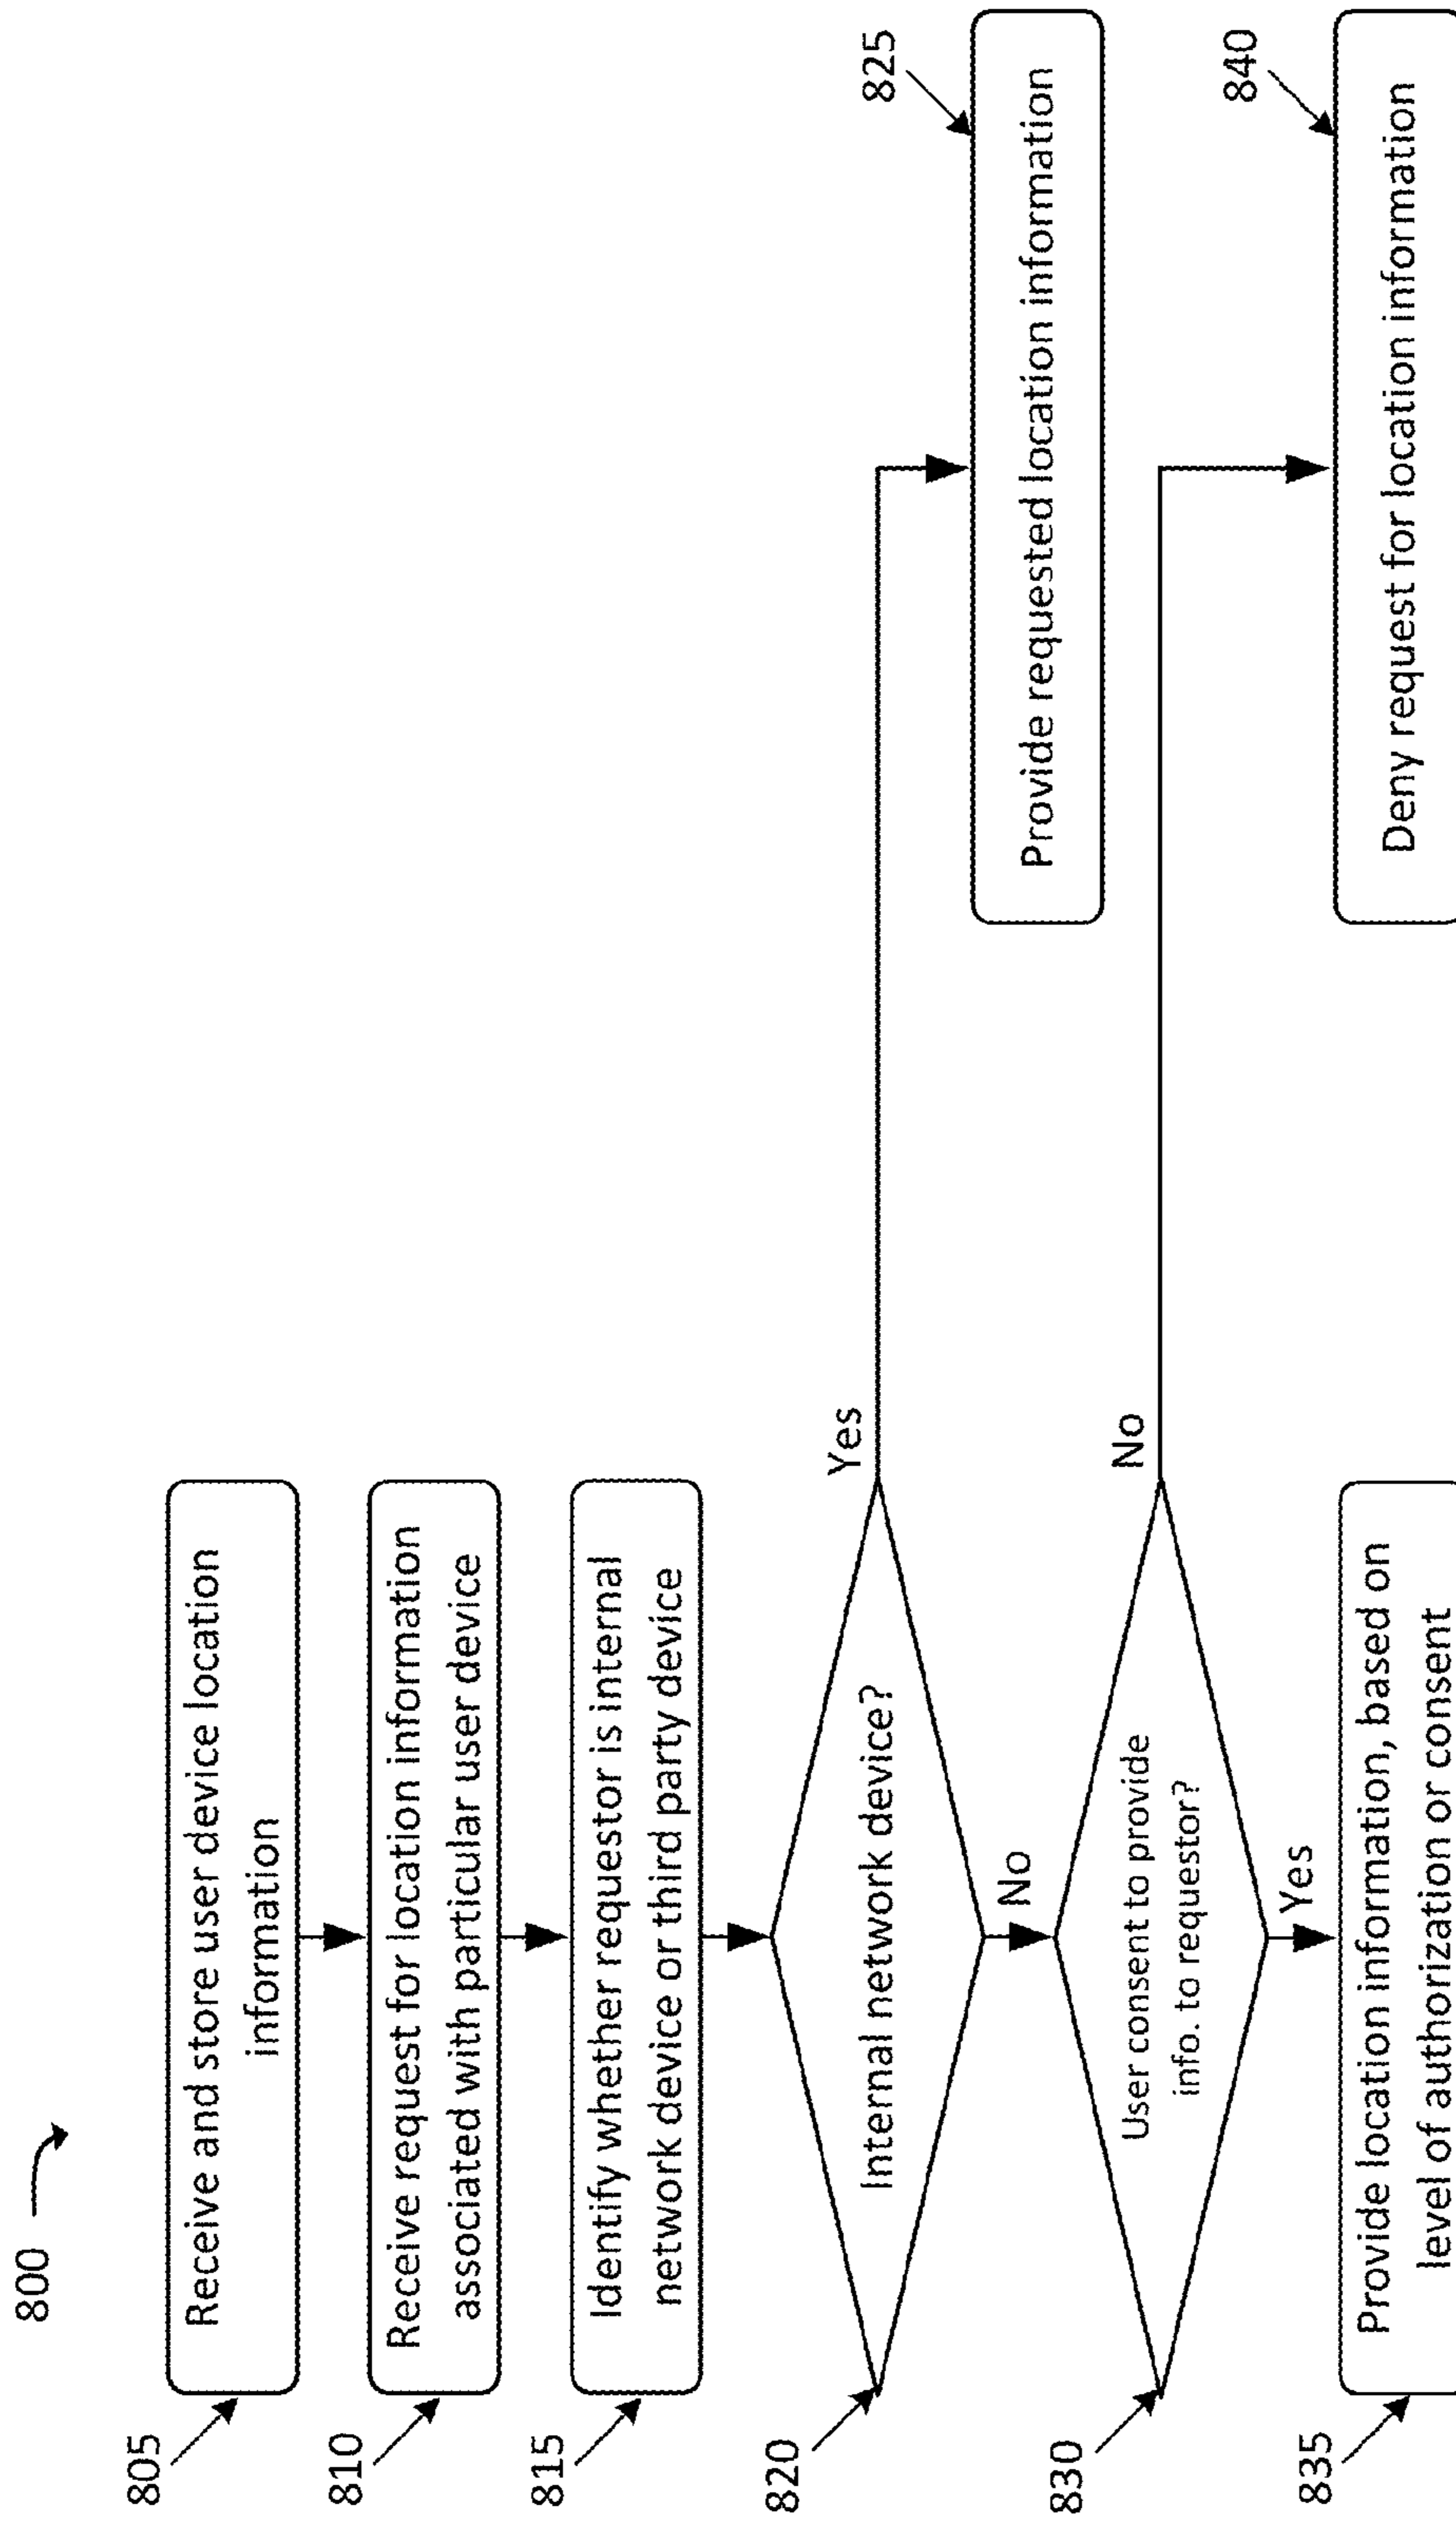 800
805
Receive and store user device location
information
810
Receive request for location information
associated with particular user device
815
Identify whether requestor is internal
network device or third party device
820
Internal network device?
Yes
825
Provide requested location information
No
830
User consent to provide
info. to requestor?
No
840
Deny request for location information
Yes
835
Provide location information, based on
level of authorization or consent